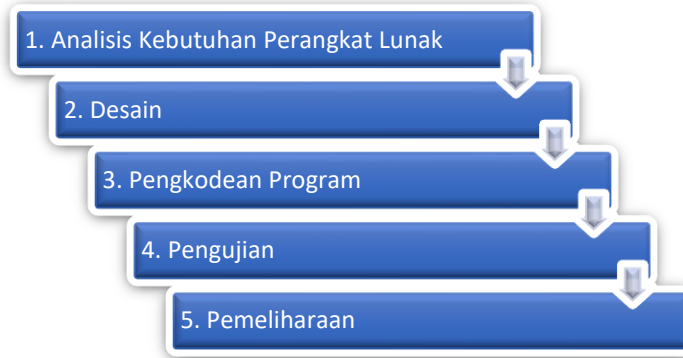 1. Analisis Kebutuhan Perangkat Lunak
2. Desain
3. Pengkodean Program
4. Pengujian
5. Pemeliharaan